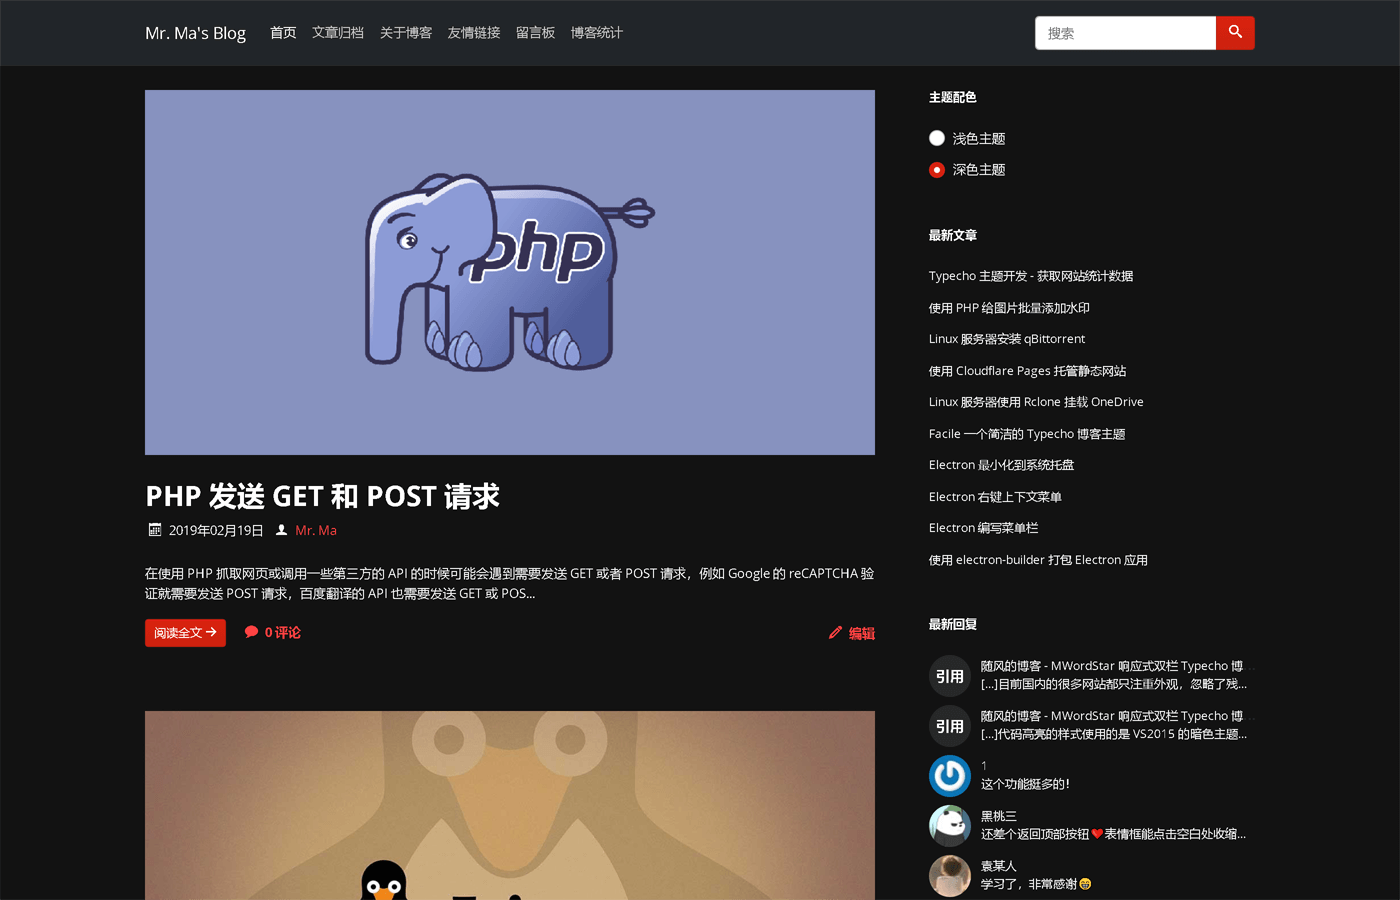 Mr. Ma's Blog 首页 文章归档 关于博客 友情链接 留言板 博客统计
搜索
php
PHP 发送 GET 和 POST 请求
2019年02月19日 Mr. Ma
在使用 PHP 抓取网页或调用一些第三方的 API 的时候可能会遇到需要发送 GET 或者 POST 请求，例如 Google 的 reCAPTCHA 验
证就需要发送 POST 请求，百度翻译的 API 也需要发送 GET 或 POS...
阅读全文→ 0 评论 编辑
主题配色
浅色主题
深色主题
最新文章
Typecho 主题开发 - 获取网站统计数据
使用 PHP 给图片批量添加水印
Linux 服务器安装 qBittorrent
使用 Cloudflare Pages 托管静态网站
Linux 服务器使用 Rclone 挂载 OneDrive
Facile 一个简洁的 Typecho 博客主题
Electron 最小化到系统托盘
Electron 右键上下文菜单
Electron 编写菜单栏
使用 electron-builder 打包 Electron 应用
最新回复
引用
随风的博客 - MWordStar 响应式双栏 Typecho 博...
[...]目前国内的很多网站都只注重外观，忽略了残...
引用
随风的博客 - MWordStar 响应式双栏 Typecho 博...
[...]代码高亮的样式使用的是 VS2015 的暗色主题...
1
这个功能挺多的！
黑桃三
还差个返回顶部按钮❤️表情框能点击空白处收缩...
袁某人
学习了，非常感谢😁